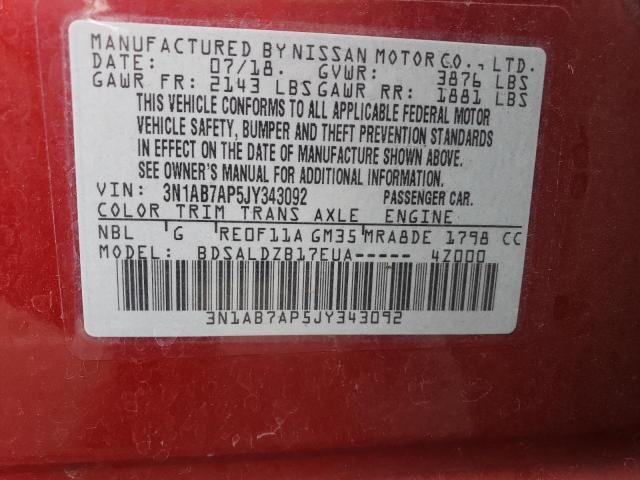 MANUFACTURED BY NISSAN MOTOR CO., LTD.
DATE: 07/18. GVWR: 3876 LBS
GAWR FR: 2143 LBS GAWR RR: 1881 LBS
THIS VEHICLE CONFORMS TO ALL APPLICABLE FEDERAL MOTOR
VEHICLE SAFETY, BUMPER AND THEFT PREVENTION STANDARDS
IN EFFECT ON THE DATE OF MANUFACTURE SHOWN ABOVE.
SEE OWNER'S MANUAL FOR ADDITIONAL INFORMATION.
VIN: 3N1AB7AP5JY343092 PASSENGER CAR.
COLOR TRIM TRANS AXLE ENGINE
NBL G RE0F11A GM35 MRA8DE 1798 CC
MODEL: BDSALDZB17EUA----- 4Z000
3N1AB7AP5JY343092